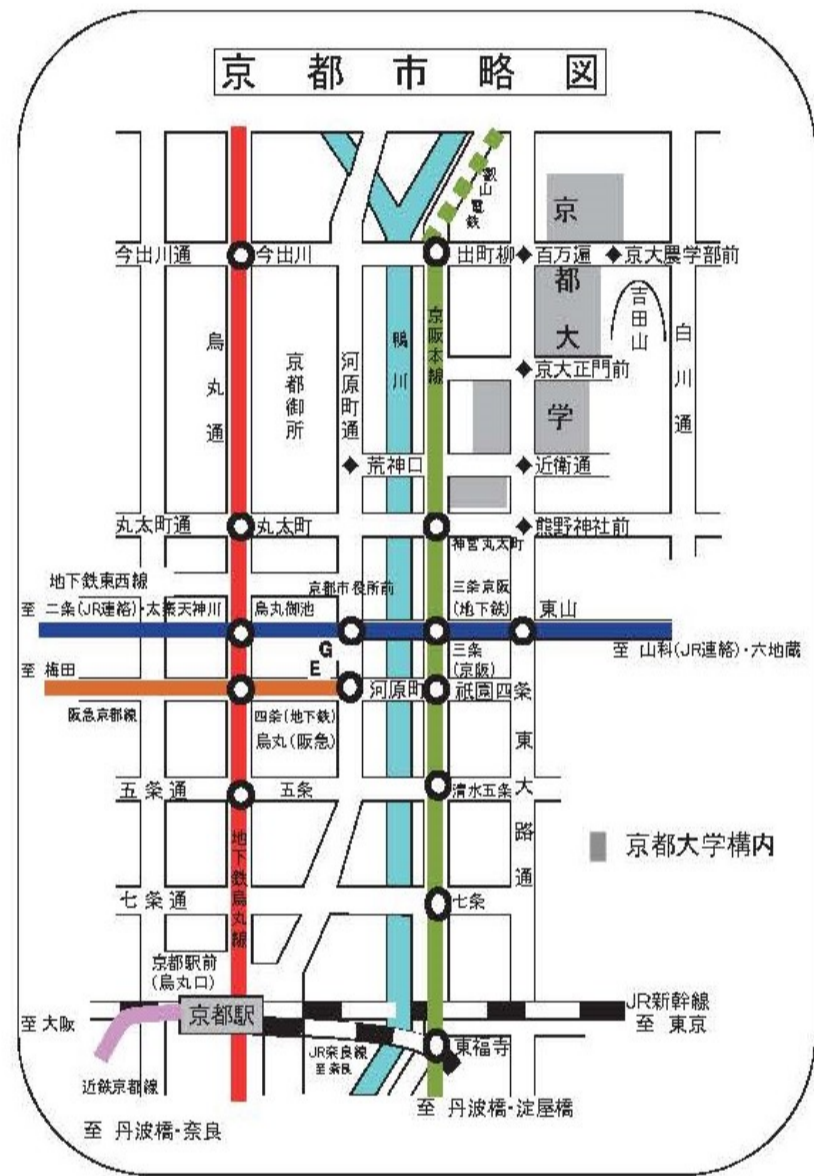 京都市略図
叡山電鉄
京
今出川通
今出川
出町柳
百万遍
京大農学部前
都
大
吉田山
烏丸通
京都御所
河原町通
鴨川
京阪本線
白川通
京大正門前
学
荒神口
近衛通
丸太町通
丸太町
神宮丸太町
熊野神社前
地下鉄東西線
京都市役所前
三条京阪
(地下鉄)
至 二条(JR連絡)・太秦天神川
烏丸御池
東山
G
E
三条
(京阪)
至 山科(JR連絡)・六地蔵
至 梅田
河原町
祇園四条
阪急京都線
四条(地下鉄)
烏丸(阪急)
東大路通
五条通
五条
清水五条
京都大学構内
地下鉄烏丸線
七条通
七条
京都駅前
(烏丸口)
京都駅
JR新幹線
至 東京
至 大阪
JR奈良線
至 奈良
東福寺
近鉄京都線
至 丹波橋・淀屋橋
至 丹波橋・奈良